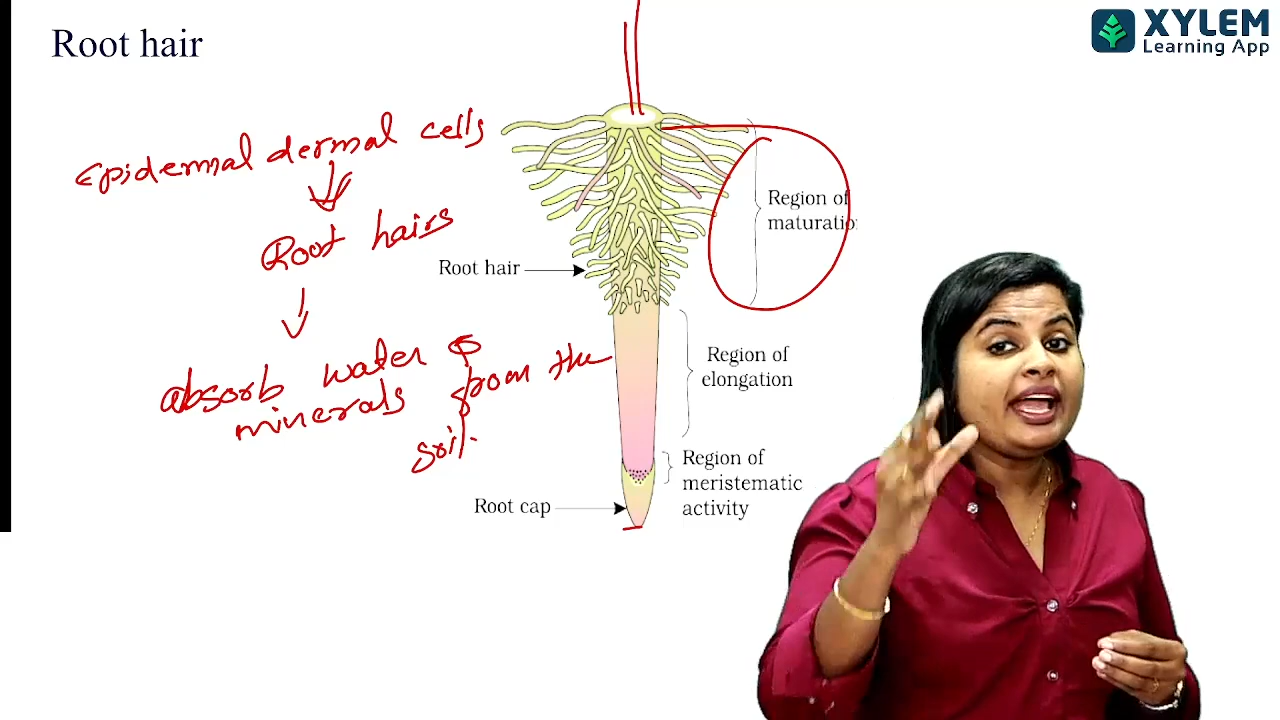 Root hair
XYLEM
Learning App
Epidermal dermal cells
Root hairs
absorb water &
minerals from the
soil.
Region of
maturatio
Root hair
Region of
elongation
Region of
meristematic
activity
Root cap